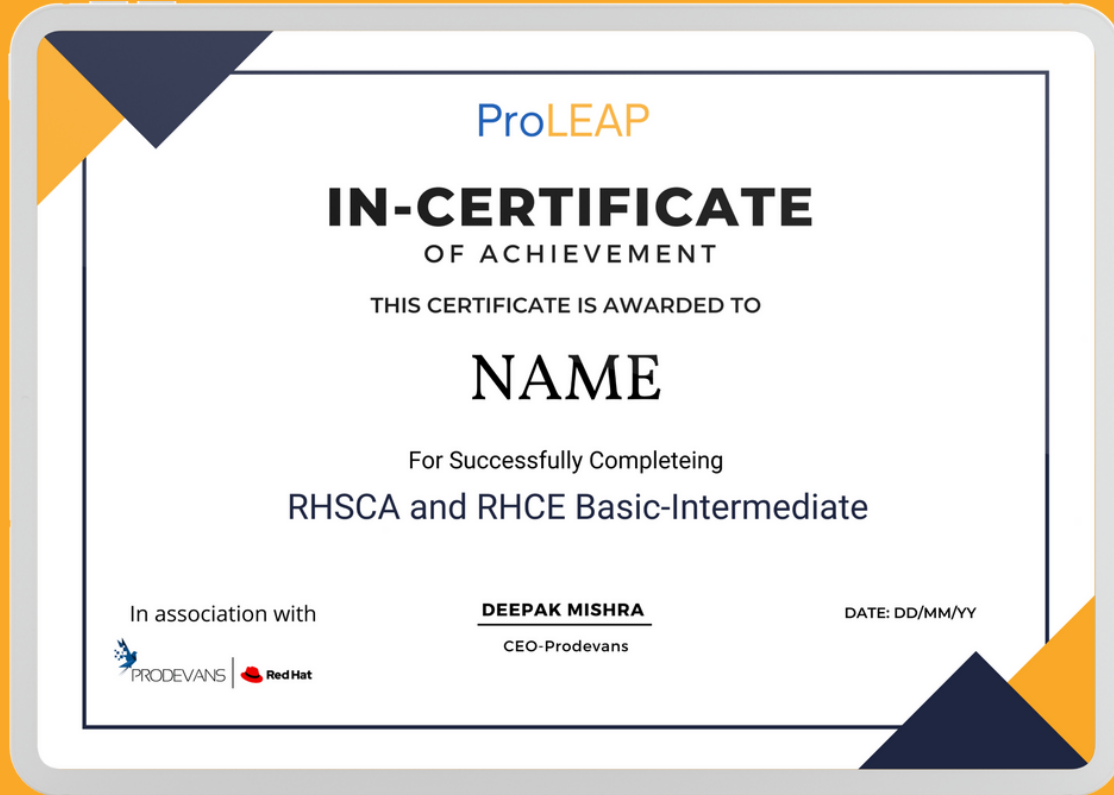 ProLEAP
IN-CERTIFICATE
OF ACHIEVEMENT
THIS CERTIFICATE IS AWARDED TO
NAME
For Successfully Completeing
RHSCA and RHCE Basic-Intermediate
In association with
PRODEVANS | Red Hat
DEEPAK MISHRA
CEO-Prodevans
DATE: DD/MM/YY